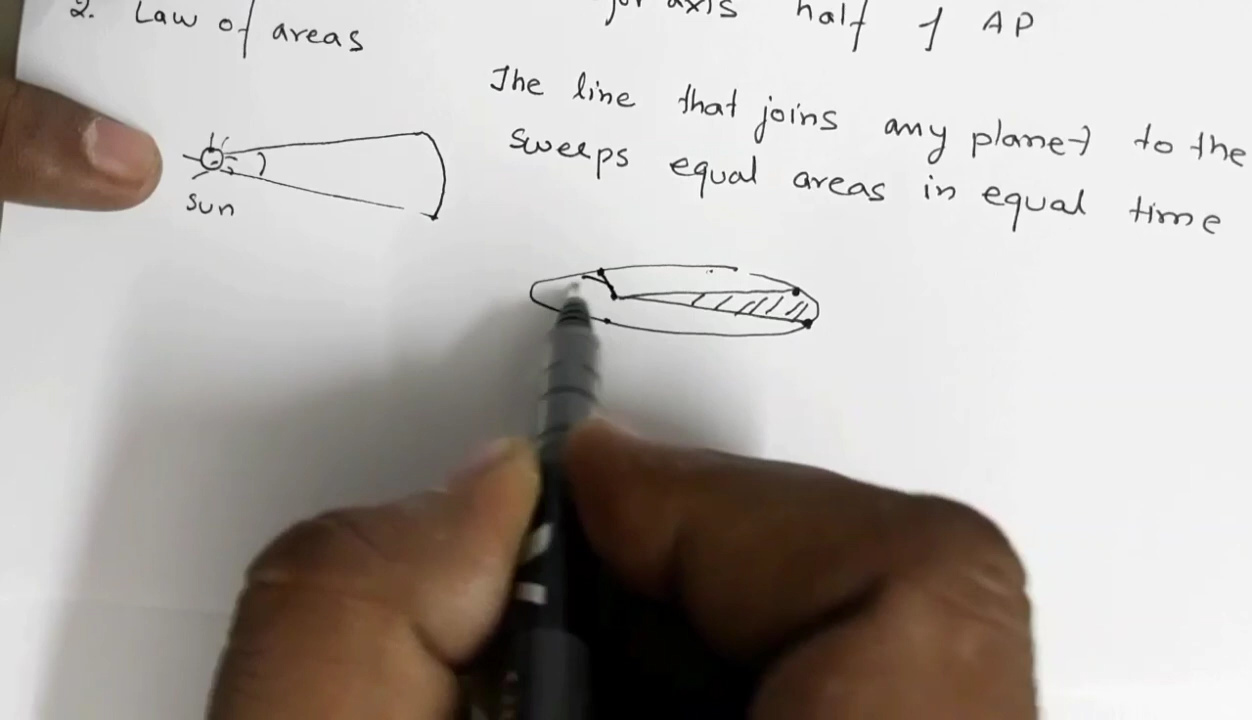 2. Law of areas
axis half of AP
The line that joins any planet to the
sweeps equal areas in equal time
Sun